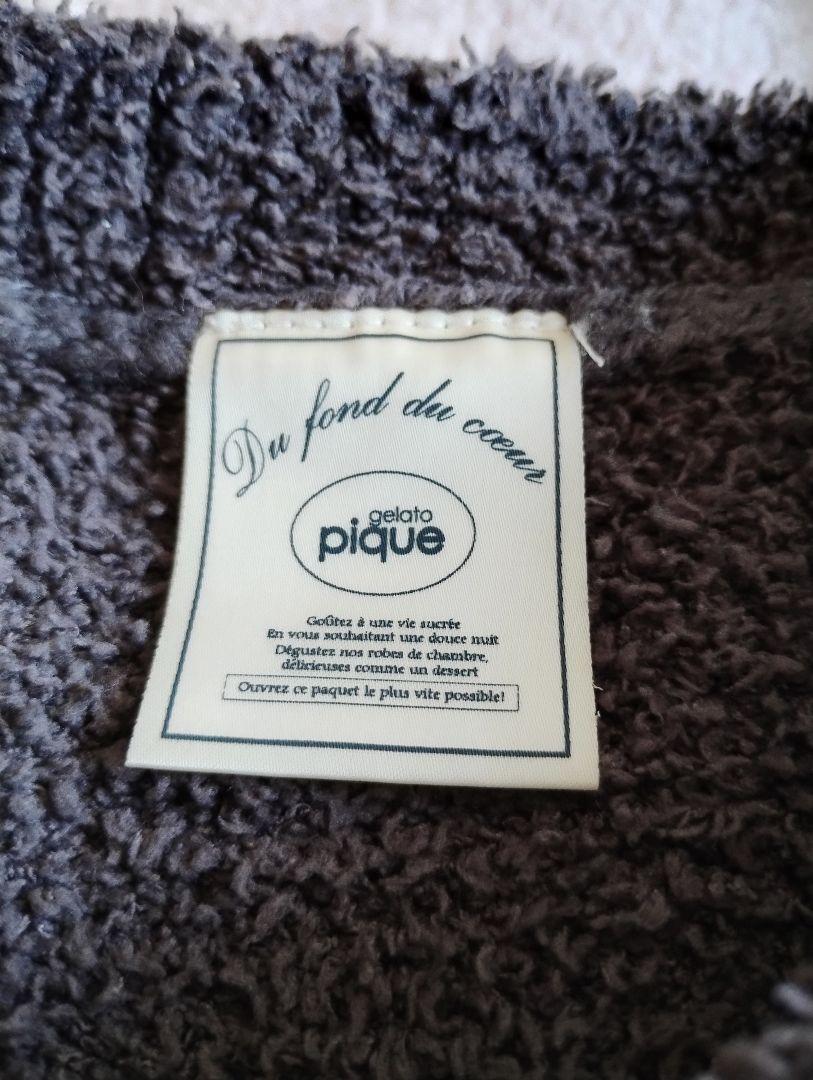 Du fond du cœur
gelato
pique
Goûtez à une vie sucrée
En vous souhaitant une douce nuit
Dégustez nos robes de chambre,
délicieuses comme un dessert
Ouvrez ce paquet le plus vite possible!